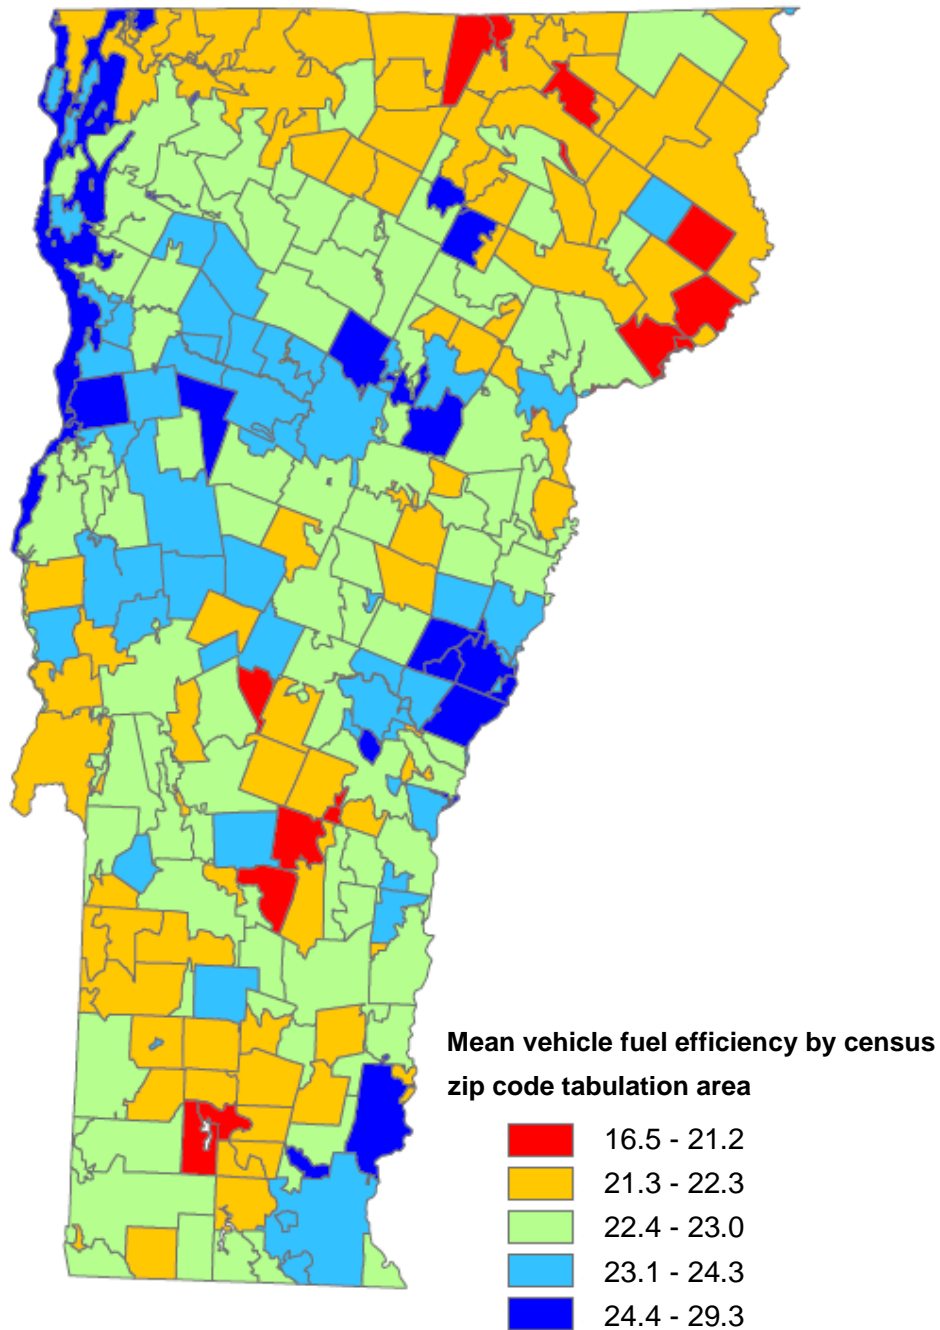 Mean vehicle fuel efficiency by census
zip code tabulation area
16.5 - 21.2
21.3 - 22.3
22.4 - 23.0
23.1 - 24.3
24.4 - 29.3